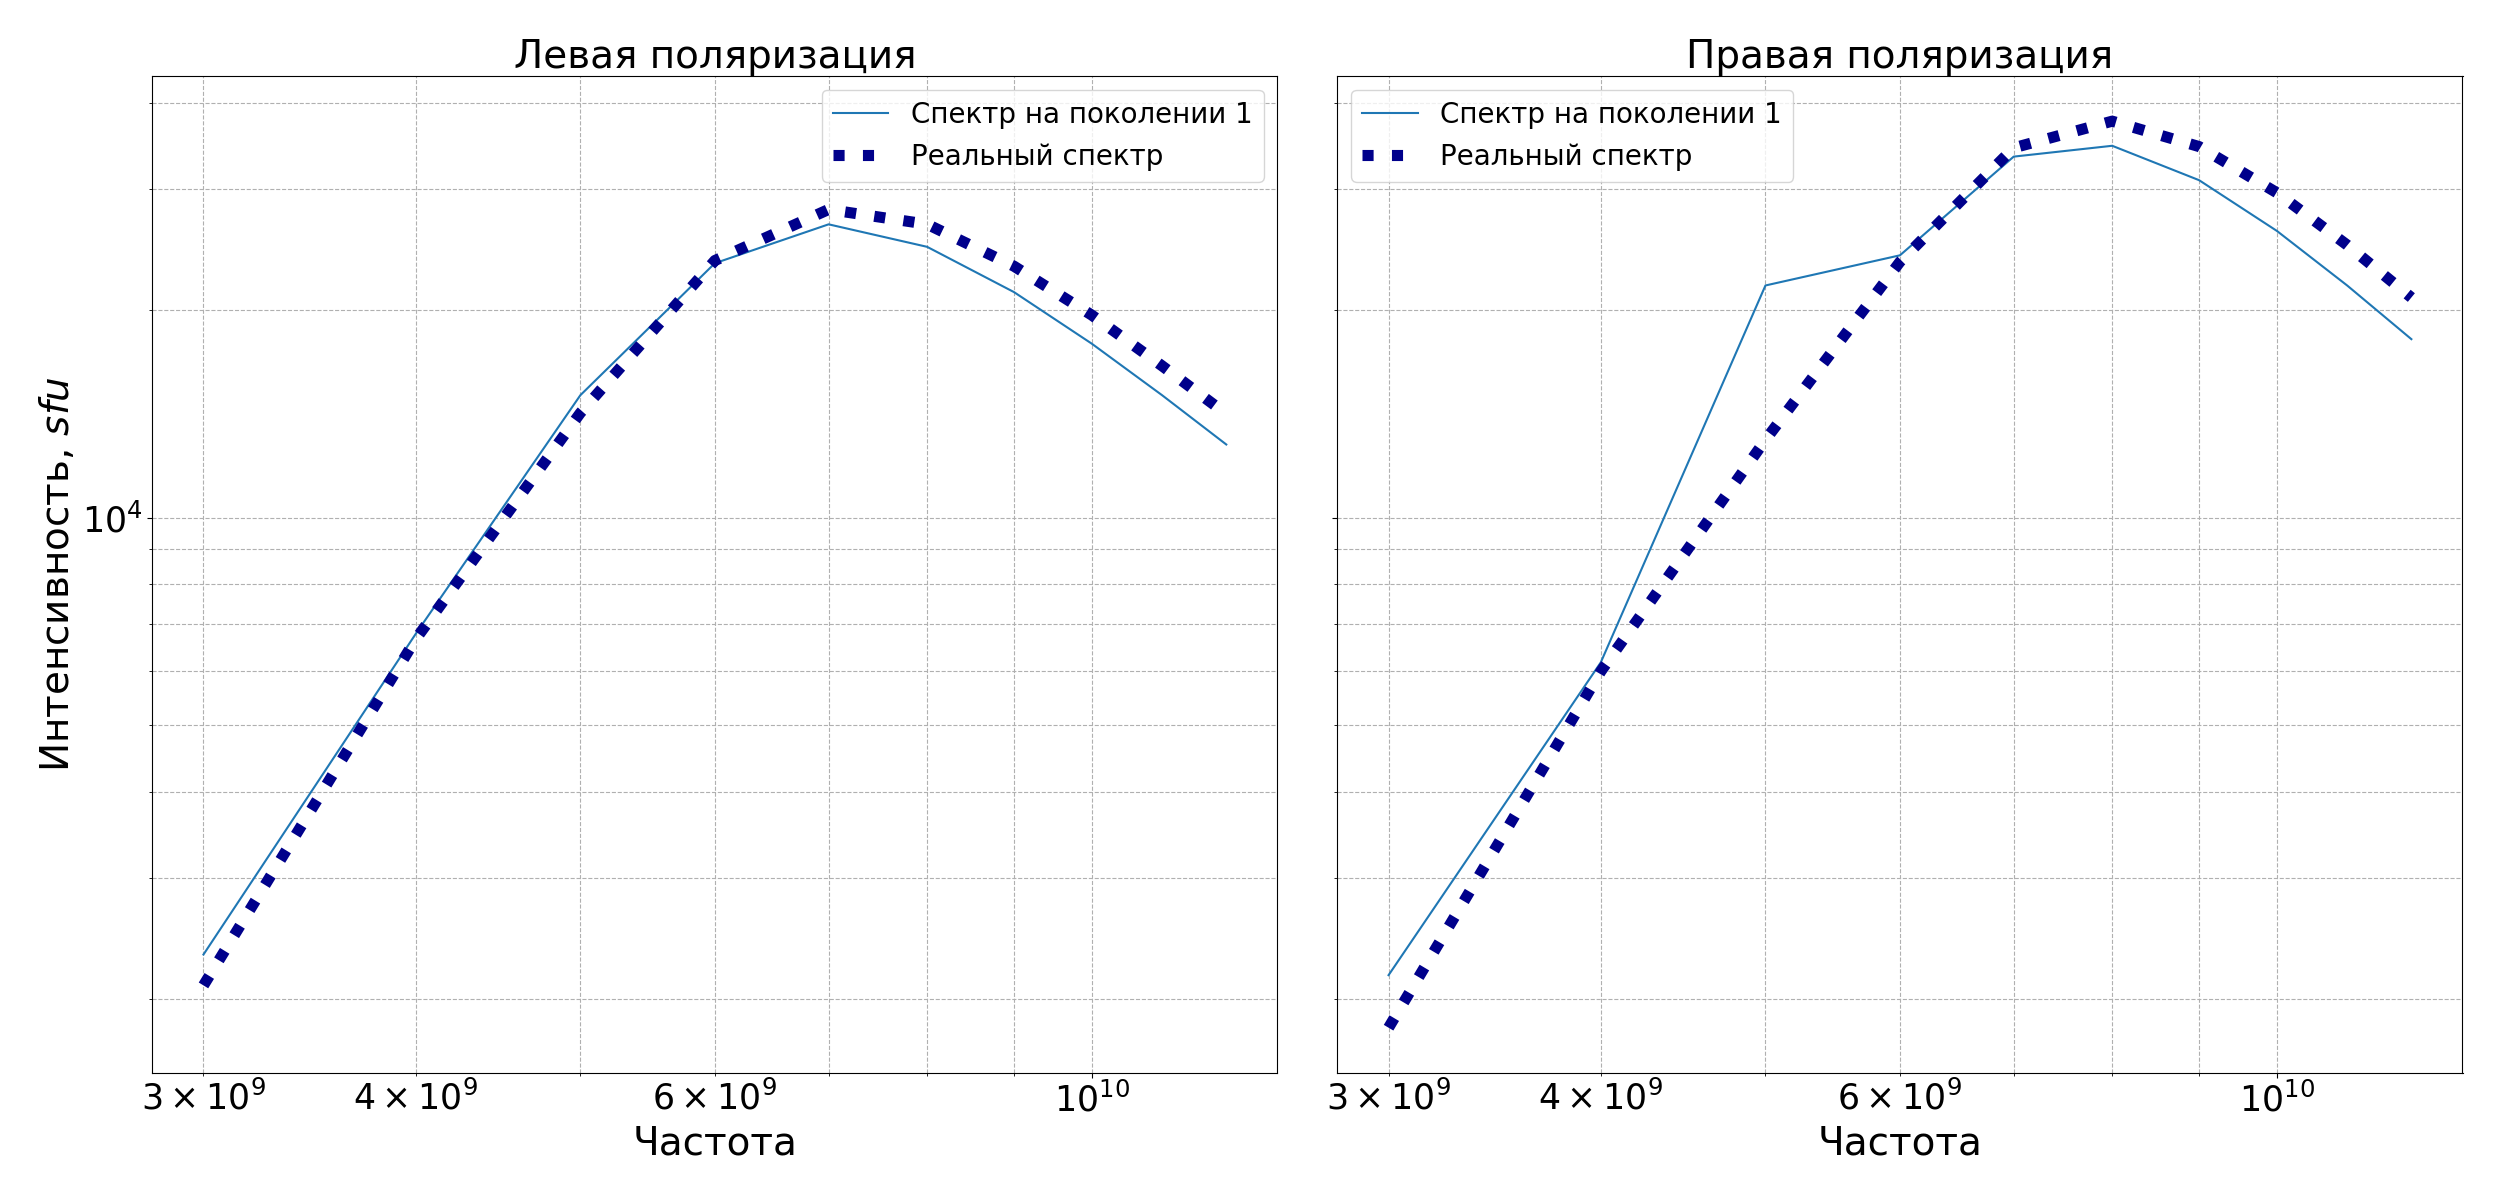 Левая поляризация
Спектр на поколении 1
Реальный спектр
Интенсивность, sfu
10⁴
3 × 10⁹
4 × 10⁹
6 × 10⁹
10¹⁰
Частота
Правая поляризация
Спектр на поколении 1
Реальный спектр
3 × 10⁹
4 × 10⁹
6 × 10⁹
10¹⁰
Частота